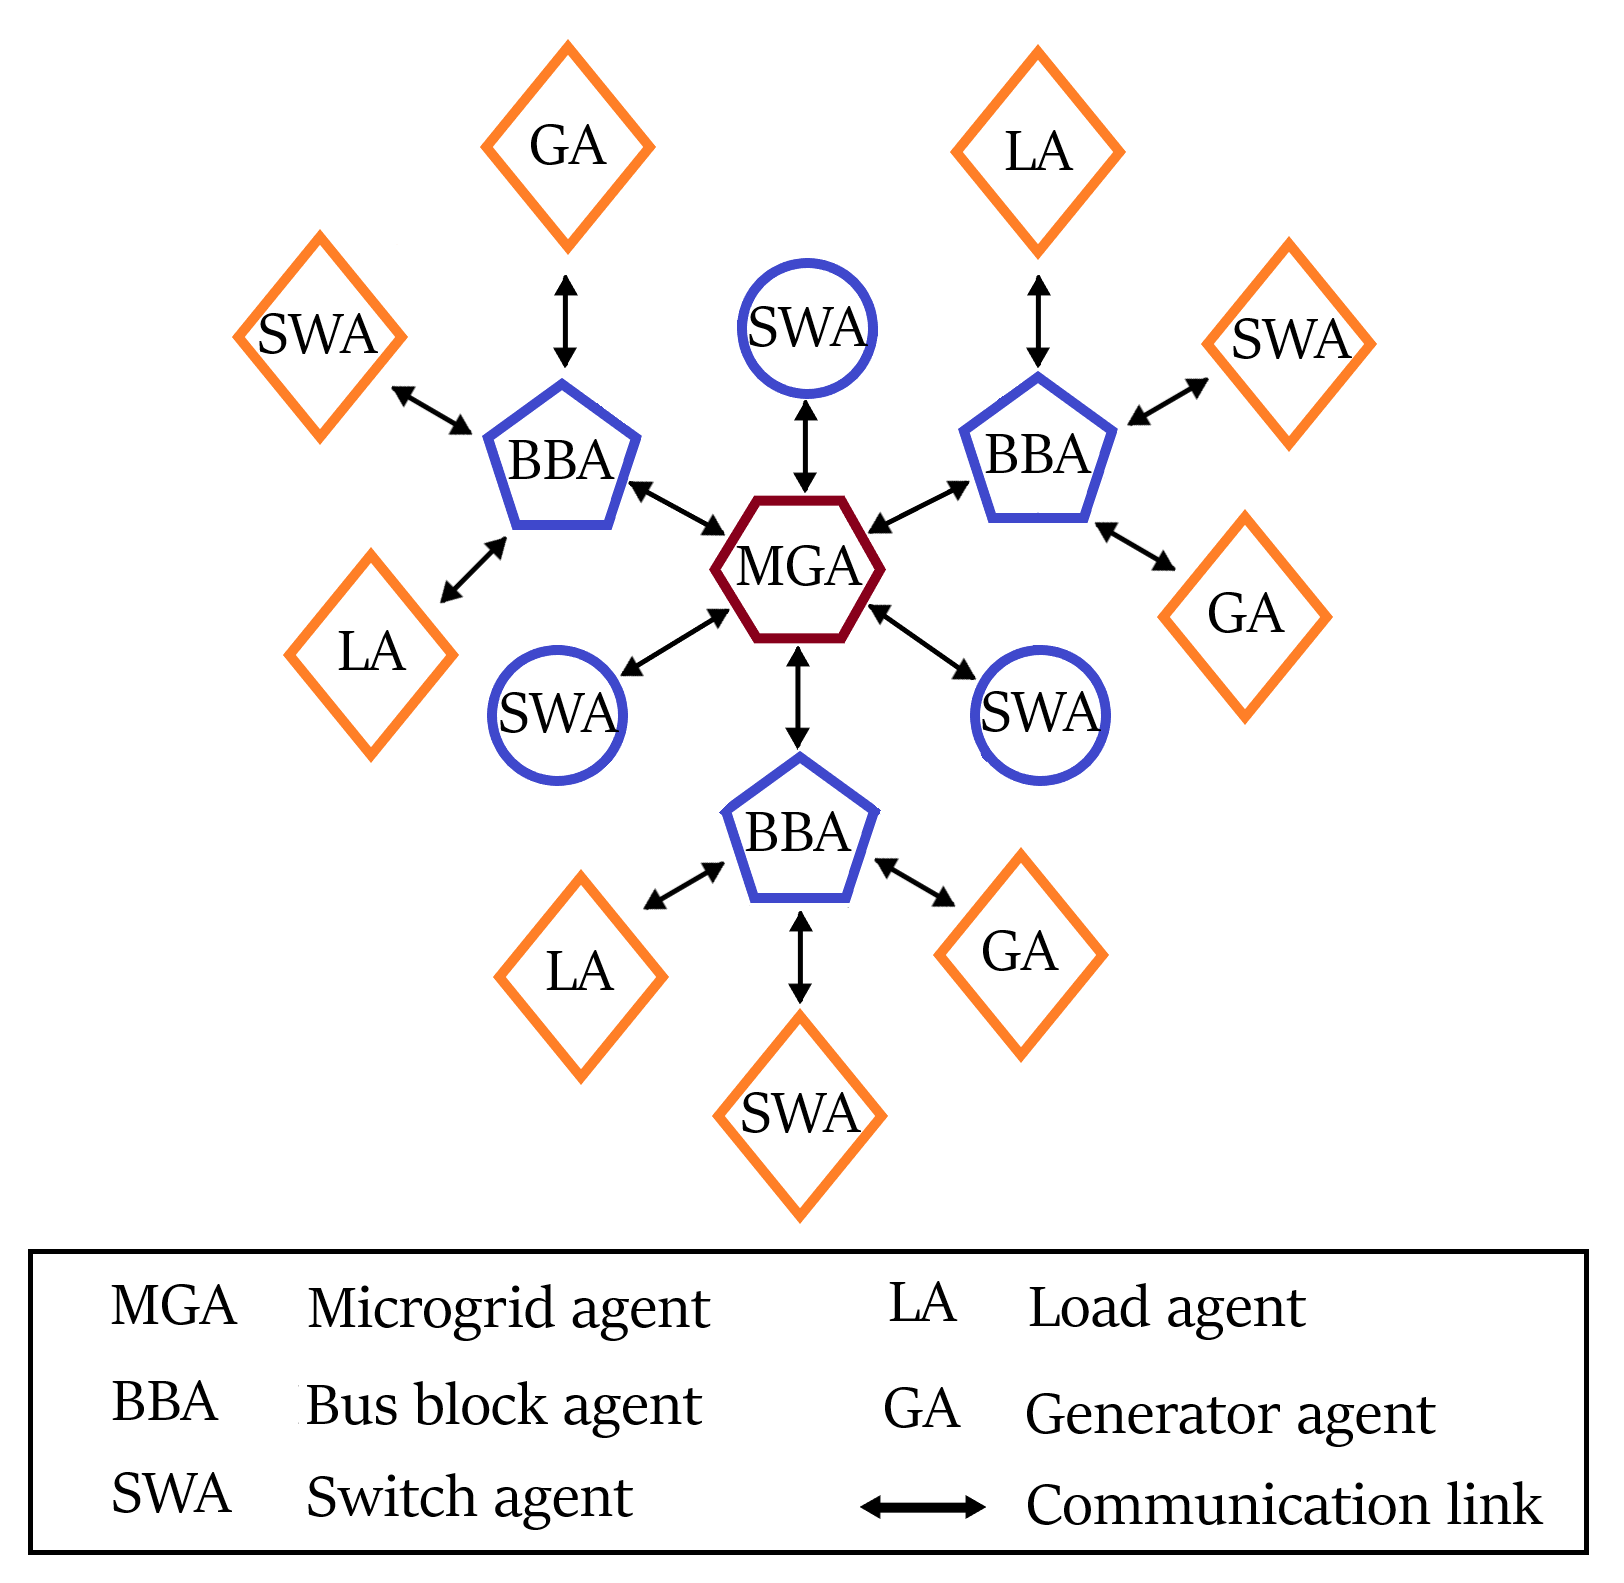 GA
LA
SWA
SWA
SWA
BBA
BBA
MGA
GA
LA
SWA
SWA
BBA
GA
LA
SWA
MGA Microgrid agent
LA Load agent
BBA Bus block agent
GA Generator agent
SWA Switch agent
Communication link